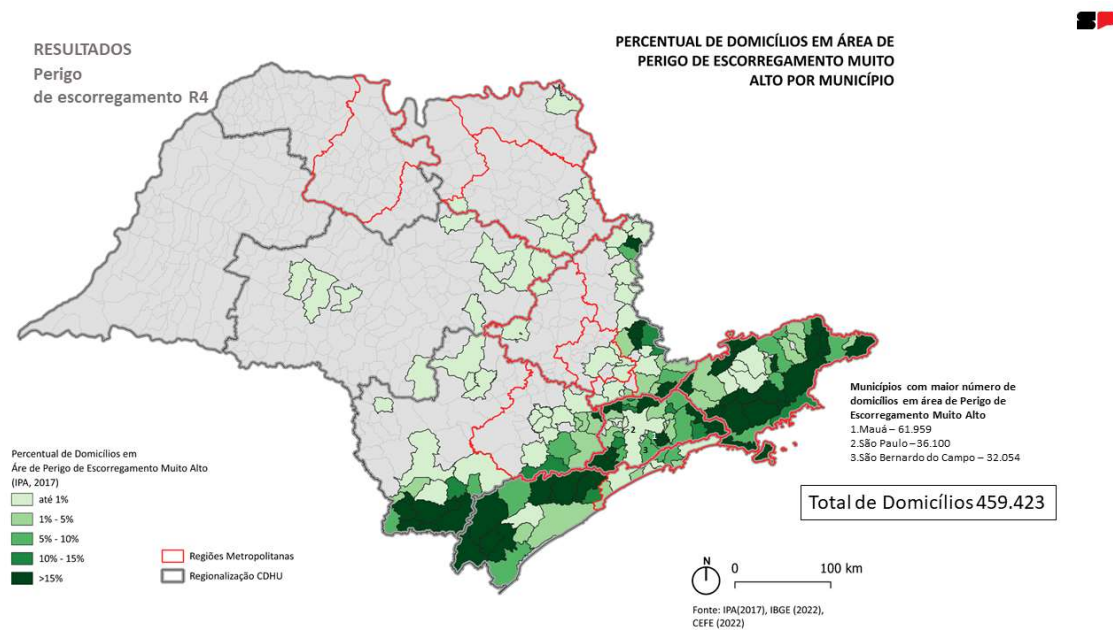 SP
RESULTADOS
Perigo
de escorregamento R4
PERCENTUAL DE DOMICÍLIOS EM ÁREA DE
PERIGO DE ESCORREGAMENTO MUITO
ALTO POR MUNICÍPIO
2
3
Municípios com maior número de
domicílios em área de Perigo de
Escorregamento Muito Alto
1.Mauá – 61.959
2.São Paulo – 36.100
3.São Bernardo do Campo – 32.054
Total de Domicílios 459.423
Percentual de Domicílios em
Áre de Perigo de Escorregamento Muito Alto
(IPA, 2017)
até 1%
1% - 5%
5% - 10%
10% - 15%
>15%
Regiões Metropolitanas
Regionalização CDHU
N
0 100 km
Fonte: IPA(2017), IBGE (2022),
CEFE (2022)